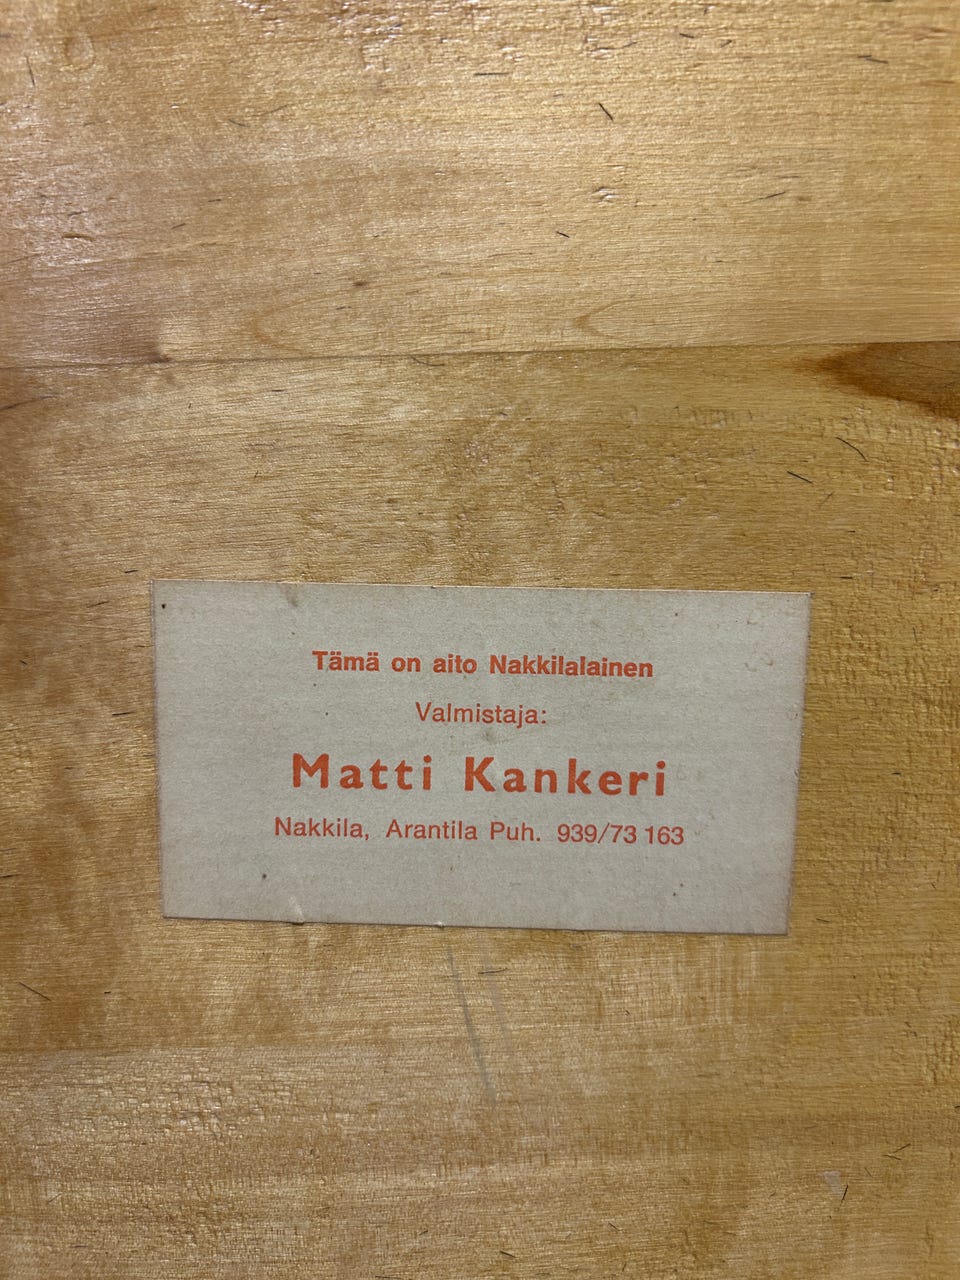 Tämä on aito Nakkilalainen
Valmistaja:
Matti Kankeri
Nakkila, Arantila Puh. 939/73 163